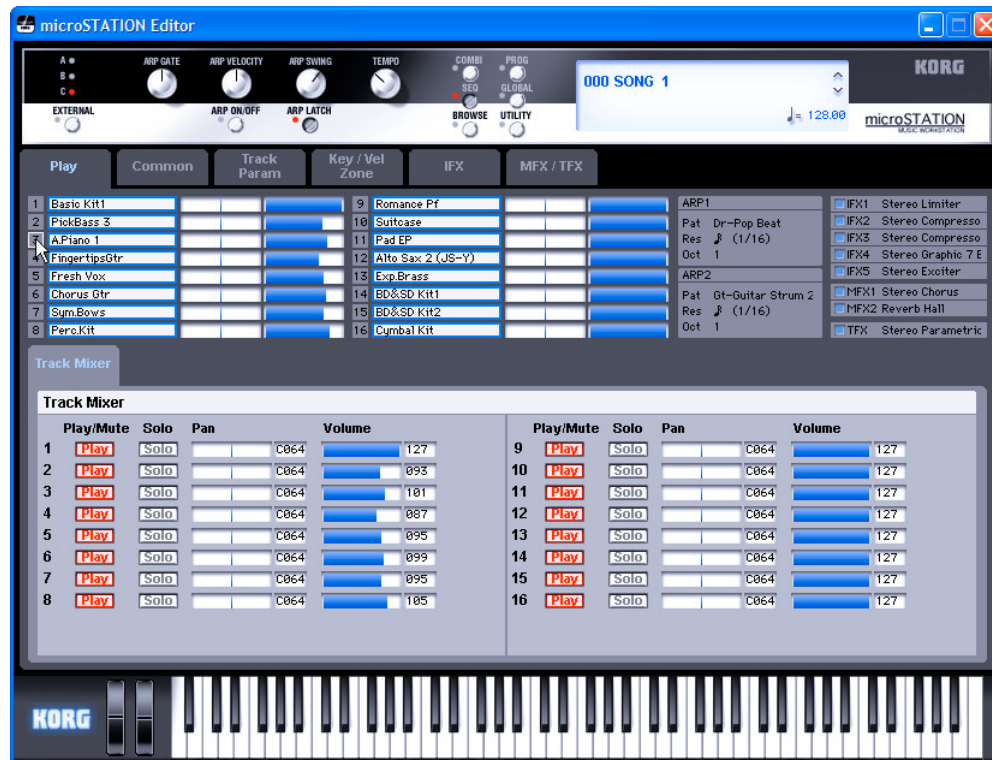 microSTATION Editor
A
B
C
ARP GATE ARP VELOCITY ARP SWING TEMPO
EXTERNAL ARP ON/OFF ARP LATCH
COMBI PROG
SEQ GLOBAL
BROWSE UTILITY
000 SONG 1
♩= 128.00
KORG
microSTATION
MUSIC WORKSTATION
Play Common Track Param Key / Vel Zone IFX MFX / TFX
1 Basic Kit1
2 PickBass 3
3 A.Piano 1
4 FingertipsGtr
5 Fresh Vox
6 Chorus Gtr
7 Sym.Bows
8 Perc.Kit
9 Romance Pf
10 Suitcase
11 Pad EP
12 Alto Sax 2 (JS-Y)
13 Exp.Brass
14 BD&SD Kit1
15 BD&SD Kit2
16 Cymbal Kit
ARP1
Pat Dr-Pop Beat
Res (1/16)
Oct 1
ARP2
Pat Gt-Guitar Strum 2
Res (1/16)
Oct 1
IFX1 Stereo Limiter
IFX2 Stereo Compresso
IFX3 Stereo Compresso
IFX4 Stereo Graphic 7 E
IFX5 Stereo Exciter
MFX1 Stereo Chorus
MFX2 Reverb Hall
TFX Stereo Parametric
Track Mixer
Track Mixer
Play/Mute Solo Pan Volume
1 Play Solo C064 127
2 Play Solo C064 093
3 Play Solo C064 101
4 Play Solo C064 087
5 Play Solo C064 095
6 Play Solo C064 099
7 Play Solo C064 095
8 Play Solo C064 105
Play/Mute Solo Pan Volume
9 Play Solo C064 127
10 Play Solo C064 127
11 Play Solo C064 127
12 Play Solo C064 127
13 Play Solo C064 127
14 Play Solo C064 127
15 Play Solo C064 127
16 Play Solo C064 127
KORG